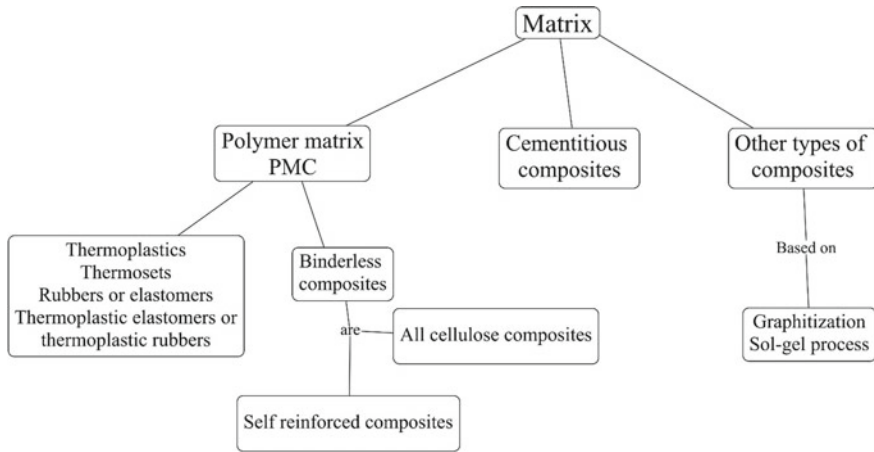 Matrix
Polymer matrix
PMC
Cementitious
composites
Other types of
composites
Thermoplastics
Thermosets
Rubbers or elastomers
Thermoplastic elastomers or
thermoplastic rubbers
Binderless
composites
Based on
are
All cellulose composites
Graphitization
Sol-gel process
Self reinforced composites